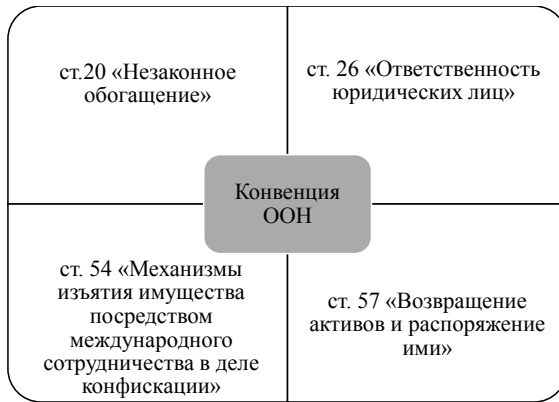 ст.20 «Незаконное
обогащение»
ст. 26 «Ответственность
юридических лиц»
Конвенция
ООН
ст. 54 «Механизмы
изъятия имущества
посредством
международного
сотрудничества в деле
конфискации»
ст. 57 «Возвращение
активов и распоряжение
ими»